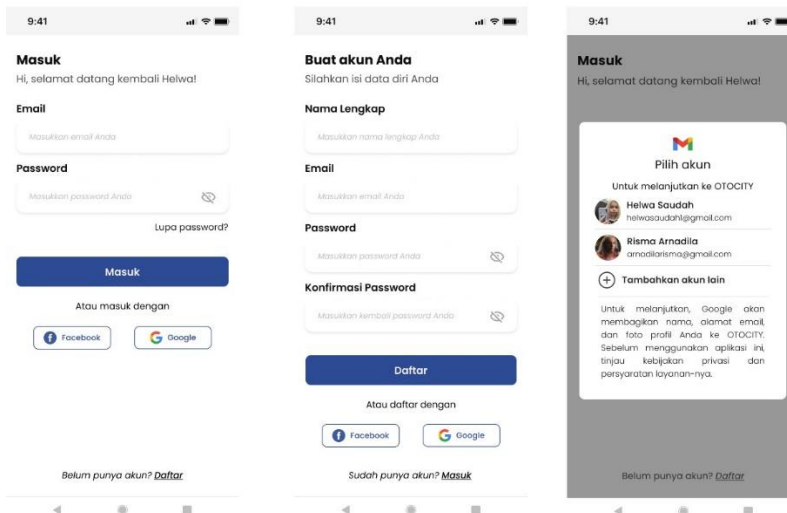 9:41
Masuk
Hi, selamat datang kembali Helwa!
Email
Masukkan email Anda
Password
Masukkan password Anda
Lupa password?
Masuk
Atau masuk dengan
Facebook
Google
Belum punya akun? Daftar
9:41
Buat akun Anda
Silahkan isi data diri Anda
Nama Lengkap
Masukkan nama lengkap Anda
Email
Masukkan email Anda
Password
Masukkan password Anda
Konfirmasi Password
Masukkan kembali password Anda
Daftar
Atau daftar dengan
Facebook
Google
Sudah punya akun? Masuk
9:41
Masuk
Hi, selamat datang kembali Helwa!
Pilih akun
Untuk melanjutkan ke OTOCITY
Helwa Saudah
helwasaudah1@gmail.com
Risma Arnadila
arnadilarisma@gmail.com
Tambahkan akun lain
Untuk melanjutkan, Google akan
membagikan nama, alamat email,
dan foto profil Anda ke OTOCITY.
Sebelum menggunakan aplikasi ini,
tinjau kebijakan privasi dan
persyaratan layanan-nya.
Belum punya akun? Daftar